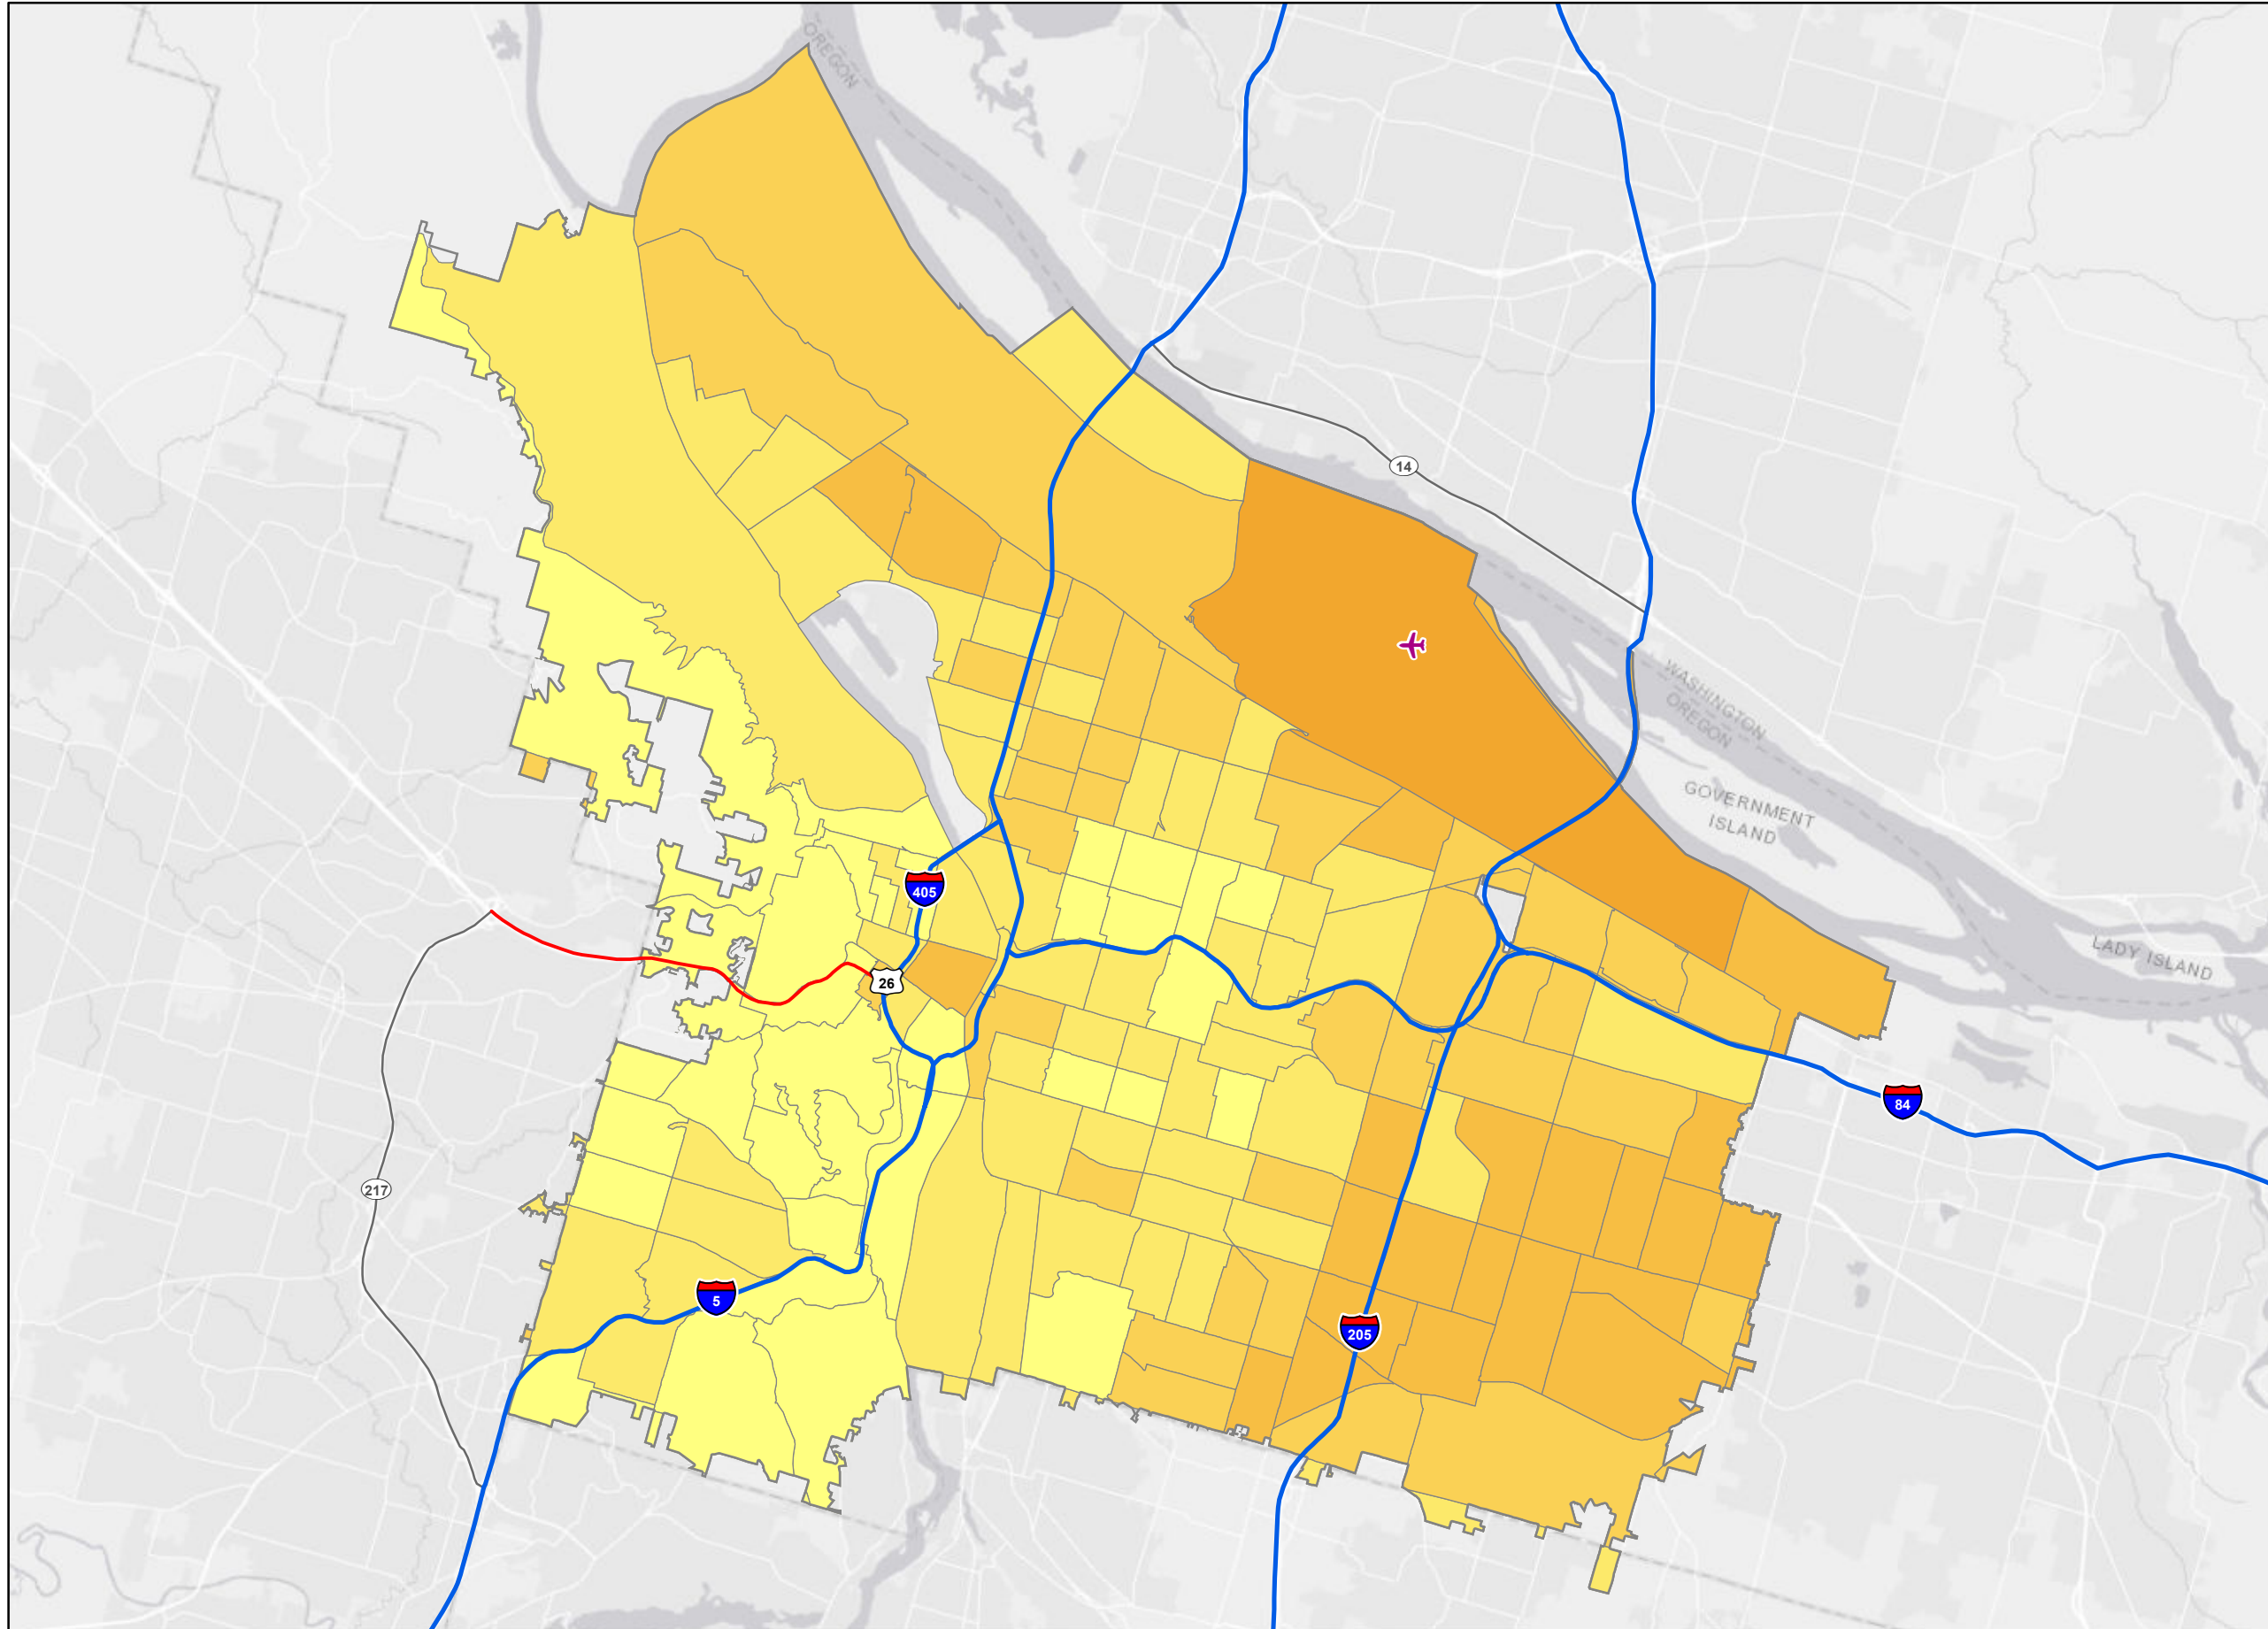 OREGON
14
WASHINGTON
OREGON
GOVERNMENT
ISLAND
405
LADY ISLAND
26
84
217
5
205